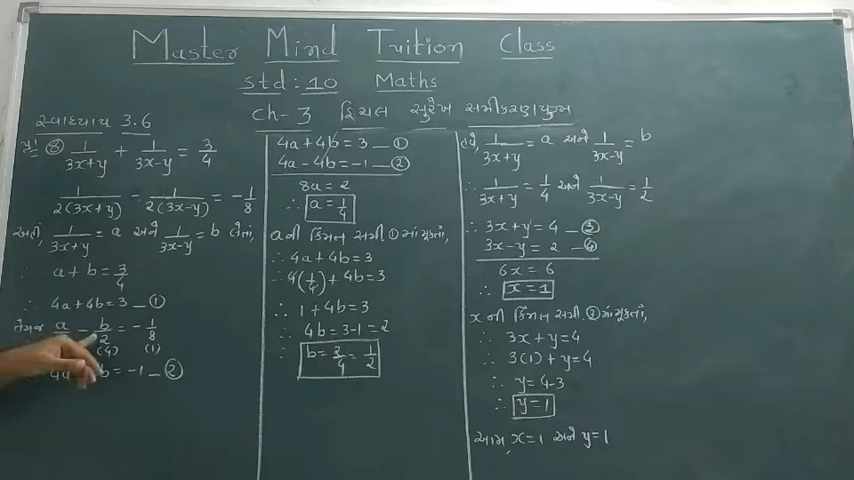 Master Mind Tuition Class
std : 10 Maths
ch-3 દ્વિચલ સુરેખ સમીકરણયુગ્મ
સ્વાધ્યાય 3.6
પ્ર:1 ⑧ 1/(3x+y) + 1/(3x-y) = 3/4
1/2(3x+y) - 1/2(3x-y) = -1/8
અહીં, 1/(3x+y) = a અને 1/(3x-y) = b લેતાં,
∴ a + b = 3/4
∴ 4a + 4b = 3 — ①
તેમજ a - b/2 = -1/8
(4) (1)
4a b = -1 — ②
4a + 4b = 3 — ①
4a - 4b = -1 — ②
8a = 2
∴ a = 1/4
a ની કિંમત સમી ① માં મૂકતાં,
∴ 4a + 4b = 3
∴ 4(1/4) + 4b = 3
∴ 1 + 4b = 3
∴ 4b = 3-1 = 2
∴ b = 2/4 = 1/2
હવે, 1/(3x+y) = a અને 1/(3x-y) = b
∴ 1/(3x+y) = 1/4 અને 1/(3x-y) = 1/2
∴ 3x+y = 4 — ③
3x-y = 2 — ④
6x = 6
∴ x = 1
x ની કિંમત સમી. ② માં મૂકતાં,
∴ 3x + y = 4
∴ 3(1) + y = 4
∴ y = 4-3
∴ y = 1
આમ, x = 1 અને y = 1